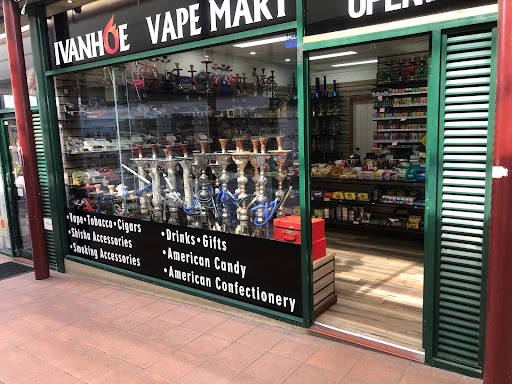 IVANHOE VAPE MART
OPEN
• Vape • Tobacco • Cigars
• Shisha Accessories
• Smoking Accessories
• Drinks • Gifts
• American Candy
• American Confectionery